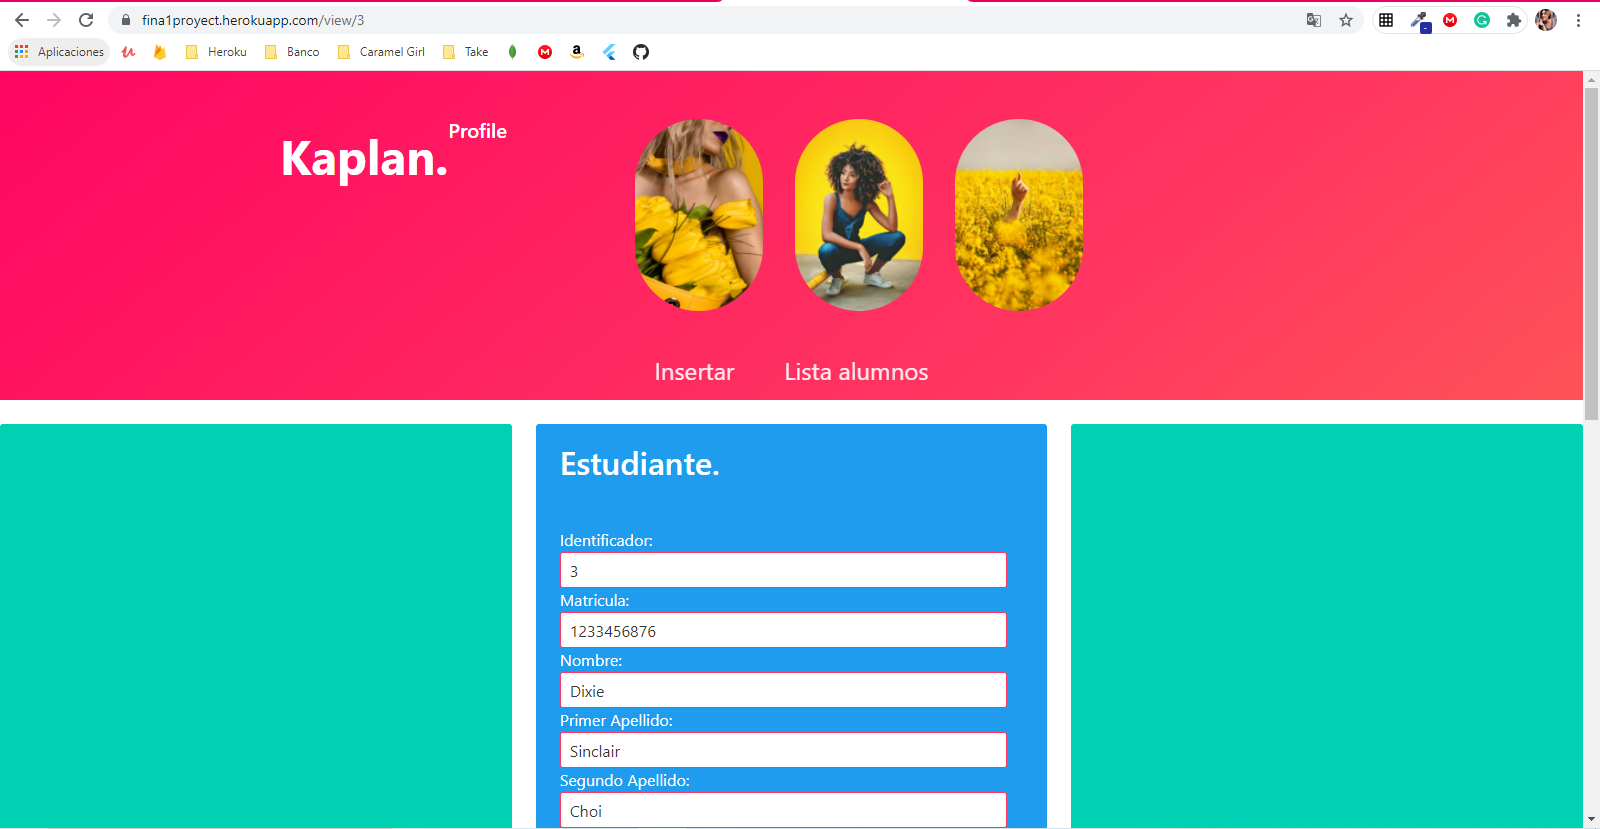 fina1proyect.herokuapp.com/view/3
Aplicaciones Heroku Banco Caramel Girl Take
Kaplan. Profile
Insertar Lista alumnos
Estudiante.
Identificador:
3
Matricula:
1233456876
Nombre:
Dixie
Primer Apellido:
Sinclair
Segundo Apellido:
Choi